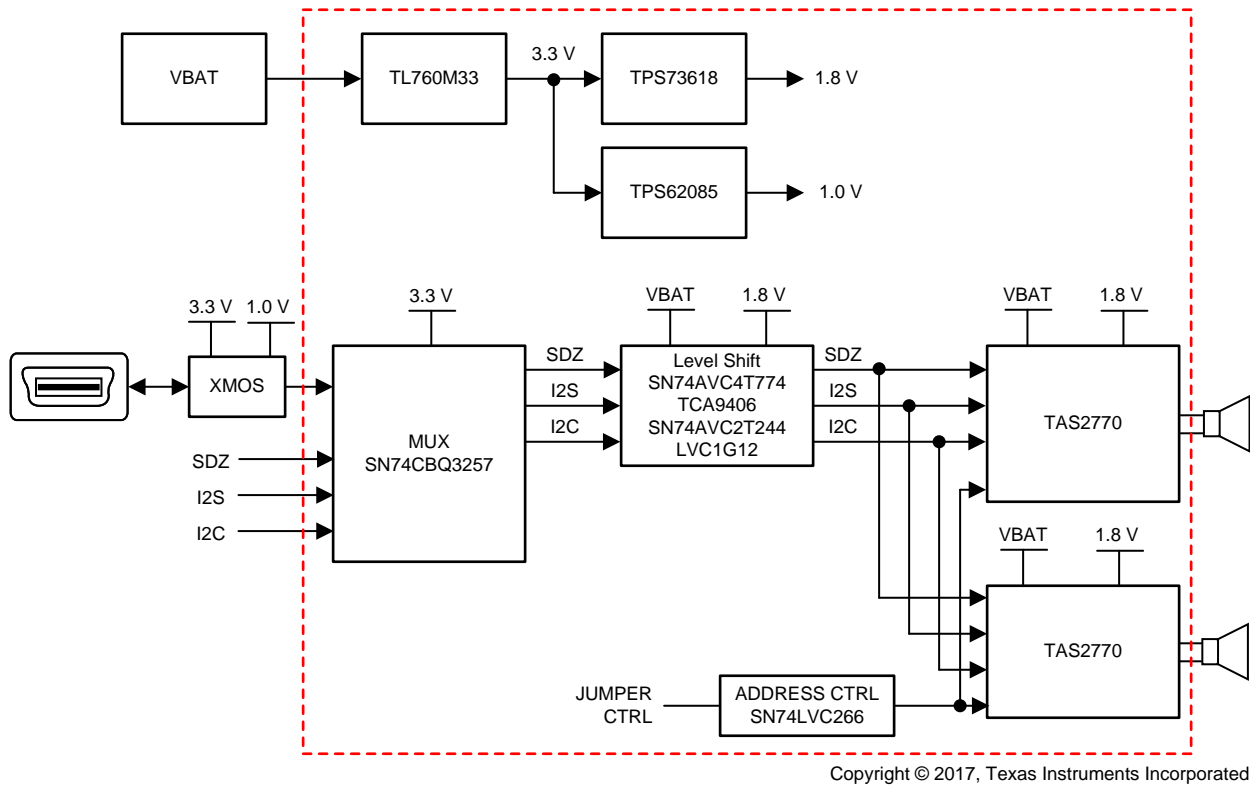 VBAT
TL760M33
3.3 V
TPS73618
1.8 V
TPS62085
1.0 V
3.3 V
1.0 V
XMOS
SDZ
I2S
I2C
3.3 V
MUX
SN74CBQ3257
SDZ
I2S
I2C
VBAT
1.8 V
Level Shift
SN74AVC4T774
TCA9406
SN74AVC2T244
LVC1G12
SDZ
I2S
I2C
VBAT
1.8 V
TAS2770
VBAT
1.8 V
TAS2770
JUMPER
CTRL
ADDRESS CTRL
SN74LVC266
Copyright © 2017, Texas Instruments Incorporated